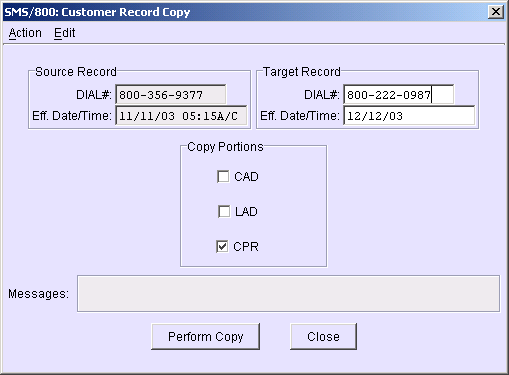 SMS/800: Customer Record Copy
Action Edit
Source Record
DIAL#: 800-356-9377
Eff. Date/Time: 11/11/03 05:15A/C
Target Record
DIAL#: 800-222-0987
Eff. Date/Time: 12/12/03
Copy Portions
CAD
LAD
CPR
Messages:
Perform Copy Close